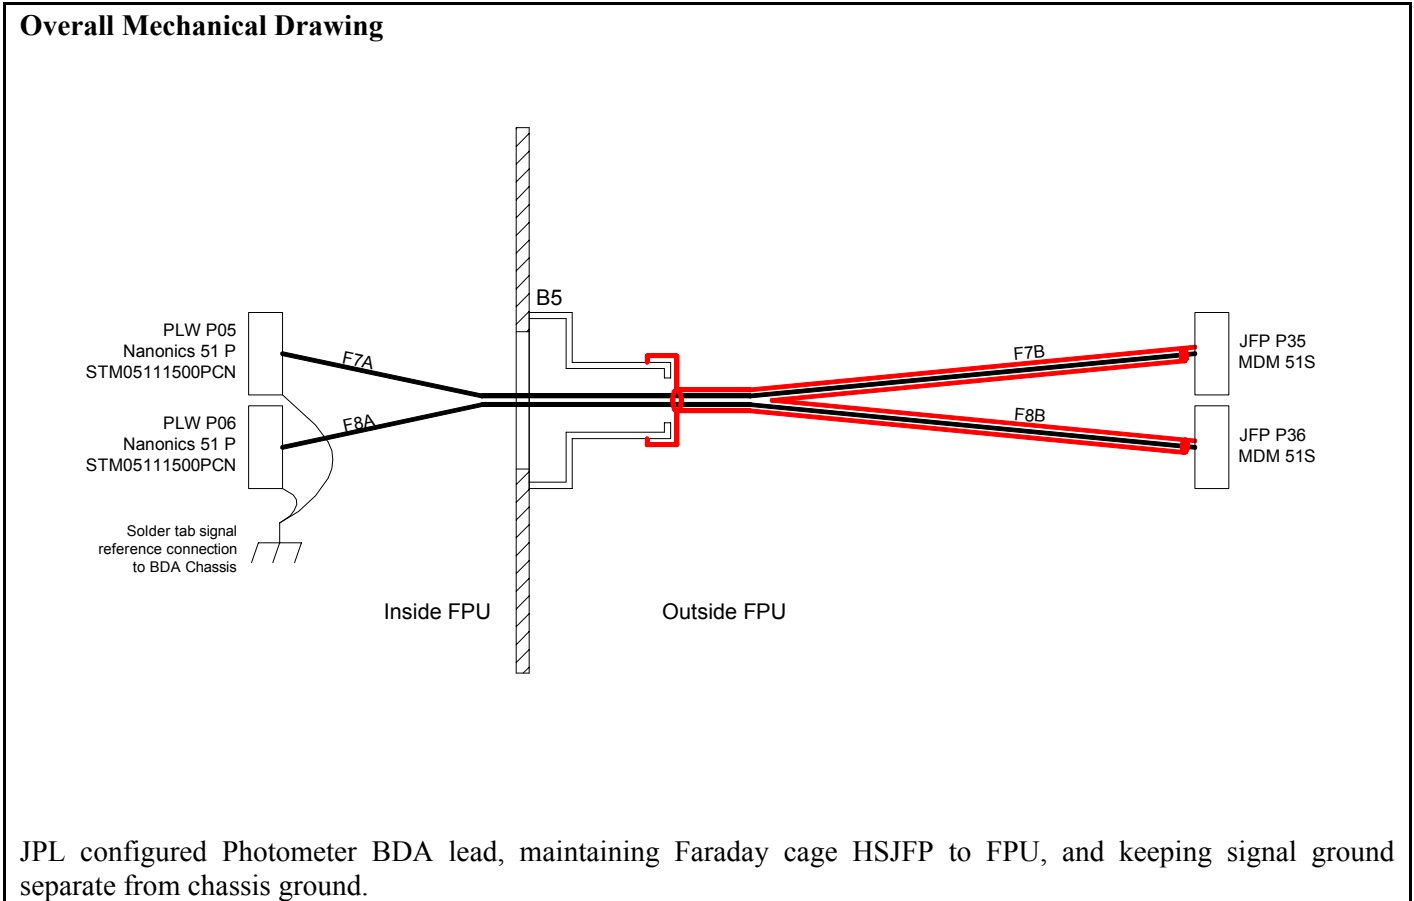 Overall Mechanical Drawing
B5
PLW P05
Nanonics 51 P
STM05111500PCN
F7A
F7B
JFP P35
MDM 51S
PLW P06
Nanonics 51 P
STM05111500PCN
F8A
F8B
JFP P36
MDM 51S
Solder tab signal
reference connection
to BDA Chassis
Inside FPU
Outside FPU
JPL configured Photometer BDA lead, maintaining Faraday cage HSJFP to FPU, and keeping signal ground
separate from chassis ground.